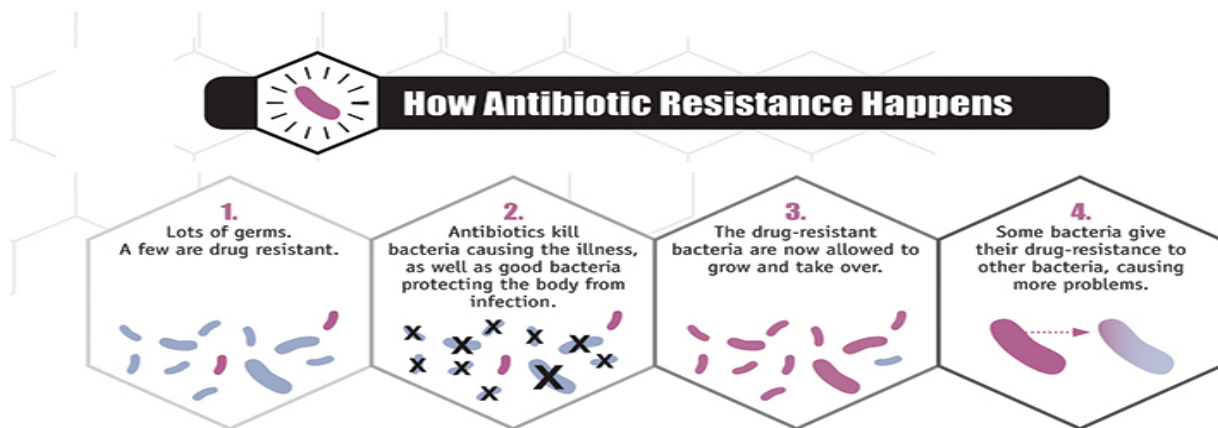 How Antibiotic Resistance Happens
1.
Lots of germs.
A few are drug resistant.
2.
Antibiotics kill
bacteria causing the illness,
as well as good bacteria
protecting the body from
infection.
3.
The drug-resistant
bacteria are now allowed to
grow and take over.
4.
Some bacteria give
their drug-resistance to
other bacteria, causing
more problems.